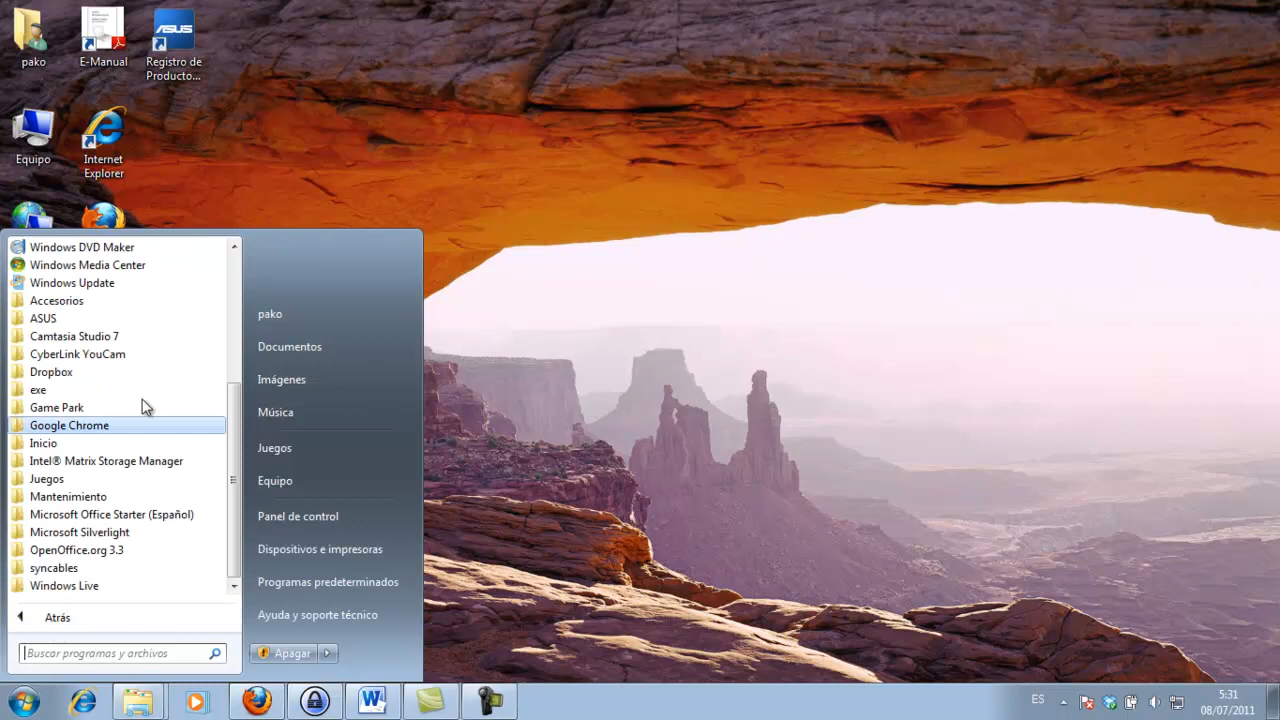 pako
E-Manual
ASUS
Registro de
Producto...
Equipo
Internet
Explorer
Windows DVD Maker
Windows Media Center
Windows Update
Accesorios
ASUS
Camtasia Studio 7
CyberLink YouCam
Dropbox
exe
Game Park
Google Chrome
Inicio
Intel® Matrix Storage Manager
Juegos
Mantenimiento
Microsoft Office Starter (Español)
Microsoft Silverlight
OpenOffice.org 3.3
syncables
Windows Live
Atrás
Buscar programas y archivos
pako
Documentos
Imágenes
Música
Juegos
Equipo
Panel de control
Dispositivos e impresoras
Programas predeterminados
Ayuda y soporte técnico
Apagar
ES
5:31
08/07/2011